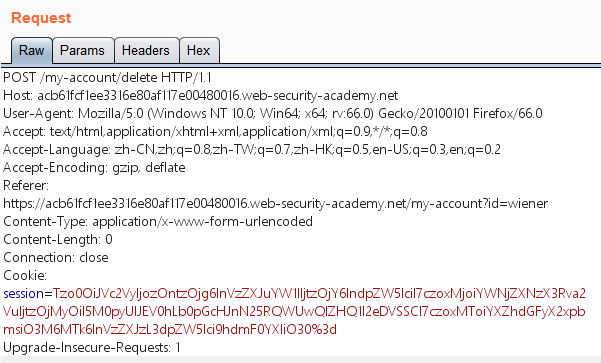 Request
Raw
Params
Headers
Hex
POST /my-account/delete HTTP/1.1
Host: acb61fcf1ee3316e80af117e00480016.web-security-academy.net
User-Agent: Mozilla/5.0 (Windows NT 10.0; Win64; x64; rv:66.0) Gecko/20100101 Firefox/66.0
Accept: text/html,application/xhtml+xml,application/xml;q=0.9,*/*;q=0.8
Accept-Language: zh-CN,zh;q=0.8,zh-TW;q=0.7,zh-HK;q=0.5,en-US;q=0.3,en;q=0.2
Accept-Encoding: gzip, deflate
Referer:
https://acb61fcf1ee3316e80af117e00480016.web-security-academy.net/my-account?id=wiener
Content-Type: application/x-www-form-urlencoded
Content-Length: 0
Connection: close
Cookie:
session=Tzo0OiJVc2VyIjozOntzOjg6InVzZXJuYW1lIjtzOjY6IndpZW5lciI7czoxMjoiYWNjZXNzX3Rva2
VuIjtzOjMyOiI5M0pyUlJEV0hLb0pGcHJnN25RQWUwQlZHQ1l2eDVSSCI7czoxMToiYXZhdGFyX2xpb
msiO3M6MTk6InVzZXJzL3dpZW5lci9hdmF0YXIiO30%3d
Upgrade-Insecure-Requests: 1